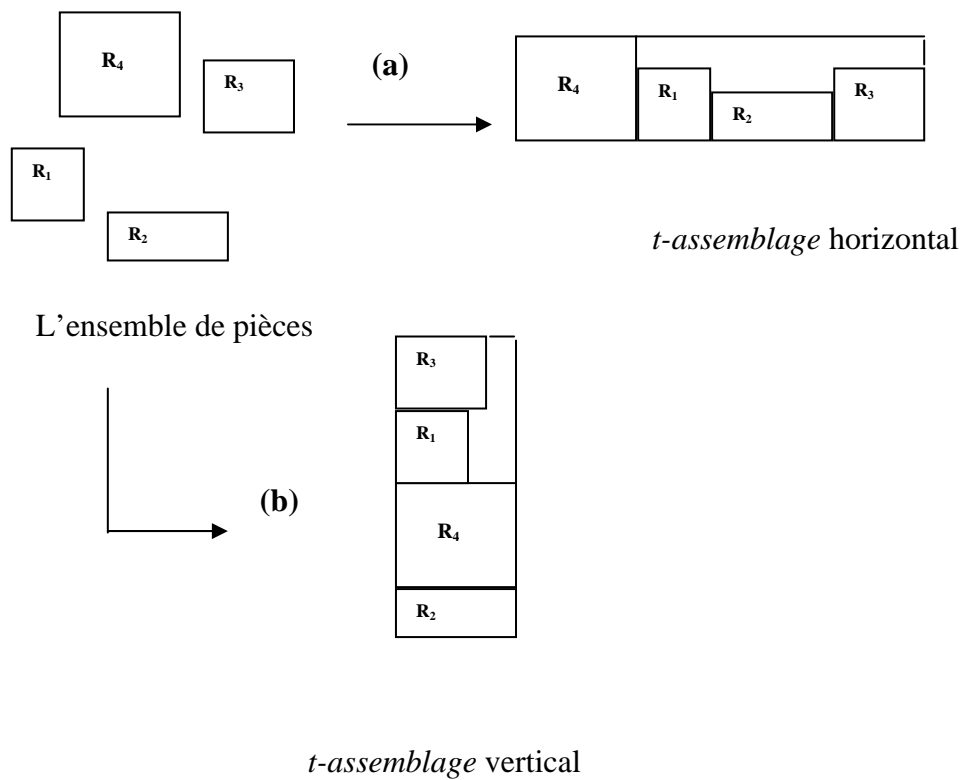 R₄
R₃
R₁
R₂
L'ensemble de pièces
(a)
R₄
R₁
R₂
R₃
t-assemblage horizontal
(b)
R₃
R₁
R₄
R₂
t-assemblage vertical